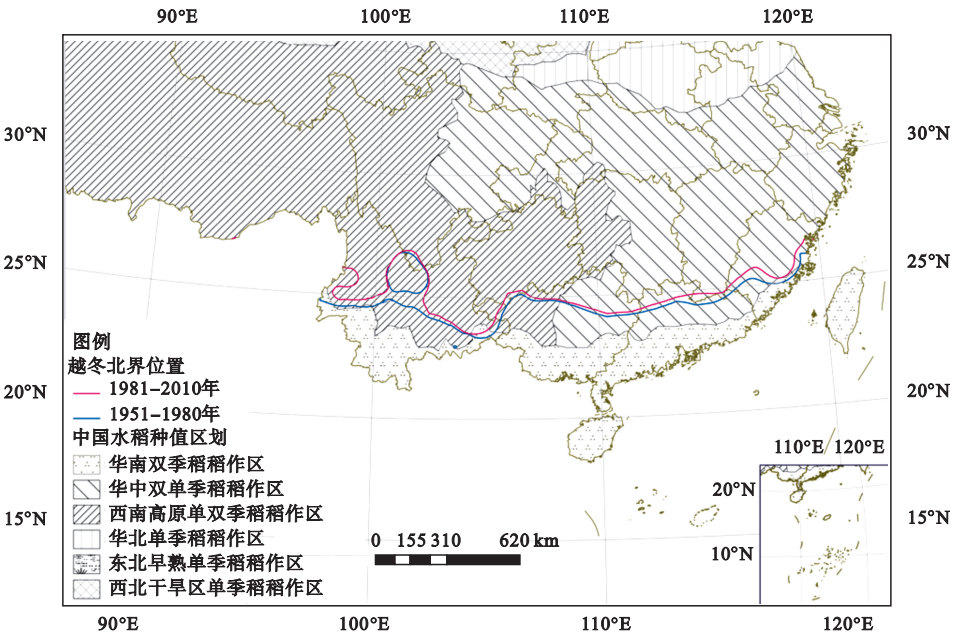 90°E 100°E 110°E 120°E
30°N 30°N
25°N 25°N
20°N 20°N
15°N 15°N
图例
越冬北界位置
1981-2010年
1951-1980年
中国水稻种值区划
华南双季稻稻作区
华中双单季稻稻作区
西南高原单双季稻稻作区
华北单季稻稻作区
东北早熟单季稻稻作区
西北干旱区单季稻稻作区
0 155 310 620 km
110°E 120°E
20°N
10°N
90°E 100°E 110°E 120°E